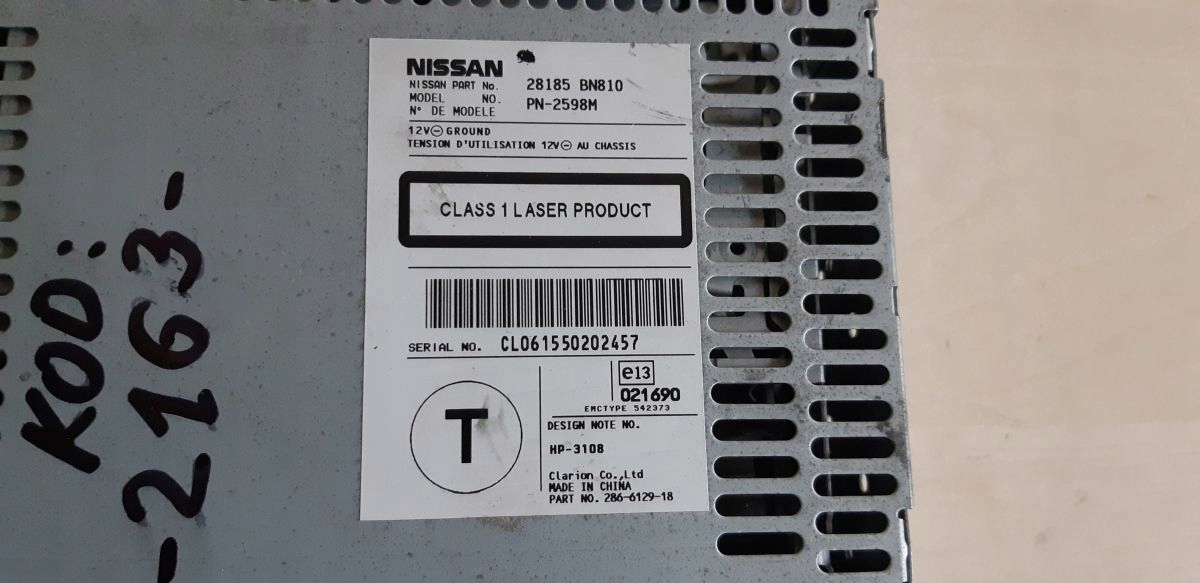 NISSAN
NISSAN PART No. 28185 BN810
MODEL NO. PN-2598M
N° DE MODELE
12V⊖ GROUND
TENSION D'UTILISATION 12V⊖ AU CHASSIS
CLASS 1 LASER PRODUCT
SERIAL NO. CL061550202457
T
e13
021690
EMCTYPE 542373
DESIGN NOTE NO.
HP-3108
Clarion Co.,Ltd
MADE IN CHINA
PART NO. 286-6129-18
KOD:
-2163-